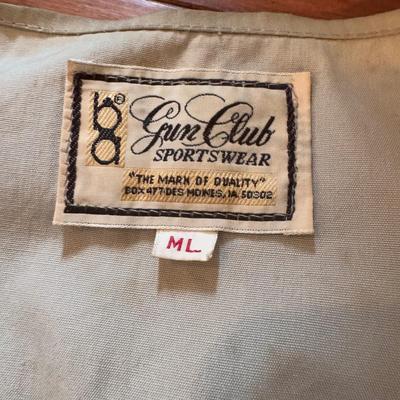 ®
Gun Club
SPORTSWEAR
"THE MARK OF QUALITY"
BOX 477 DES MOINES, IA. 50302
ML